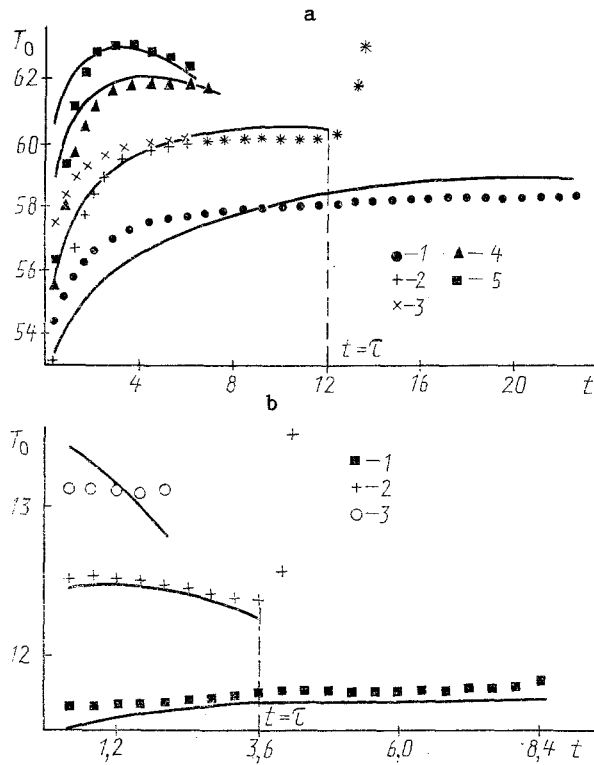 a
T₀
62
60
58
56
54
●-1 ▲-4
+-2 ■-5
×-3
t=τ
4 8 12 16 20 t
b
T₀
13
12
■-1
+-2
○-3
t=τ
1,2 3,6 6,0 8,4 t